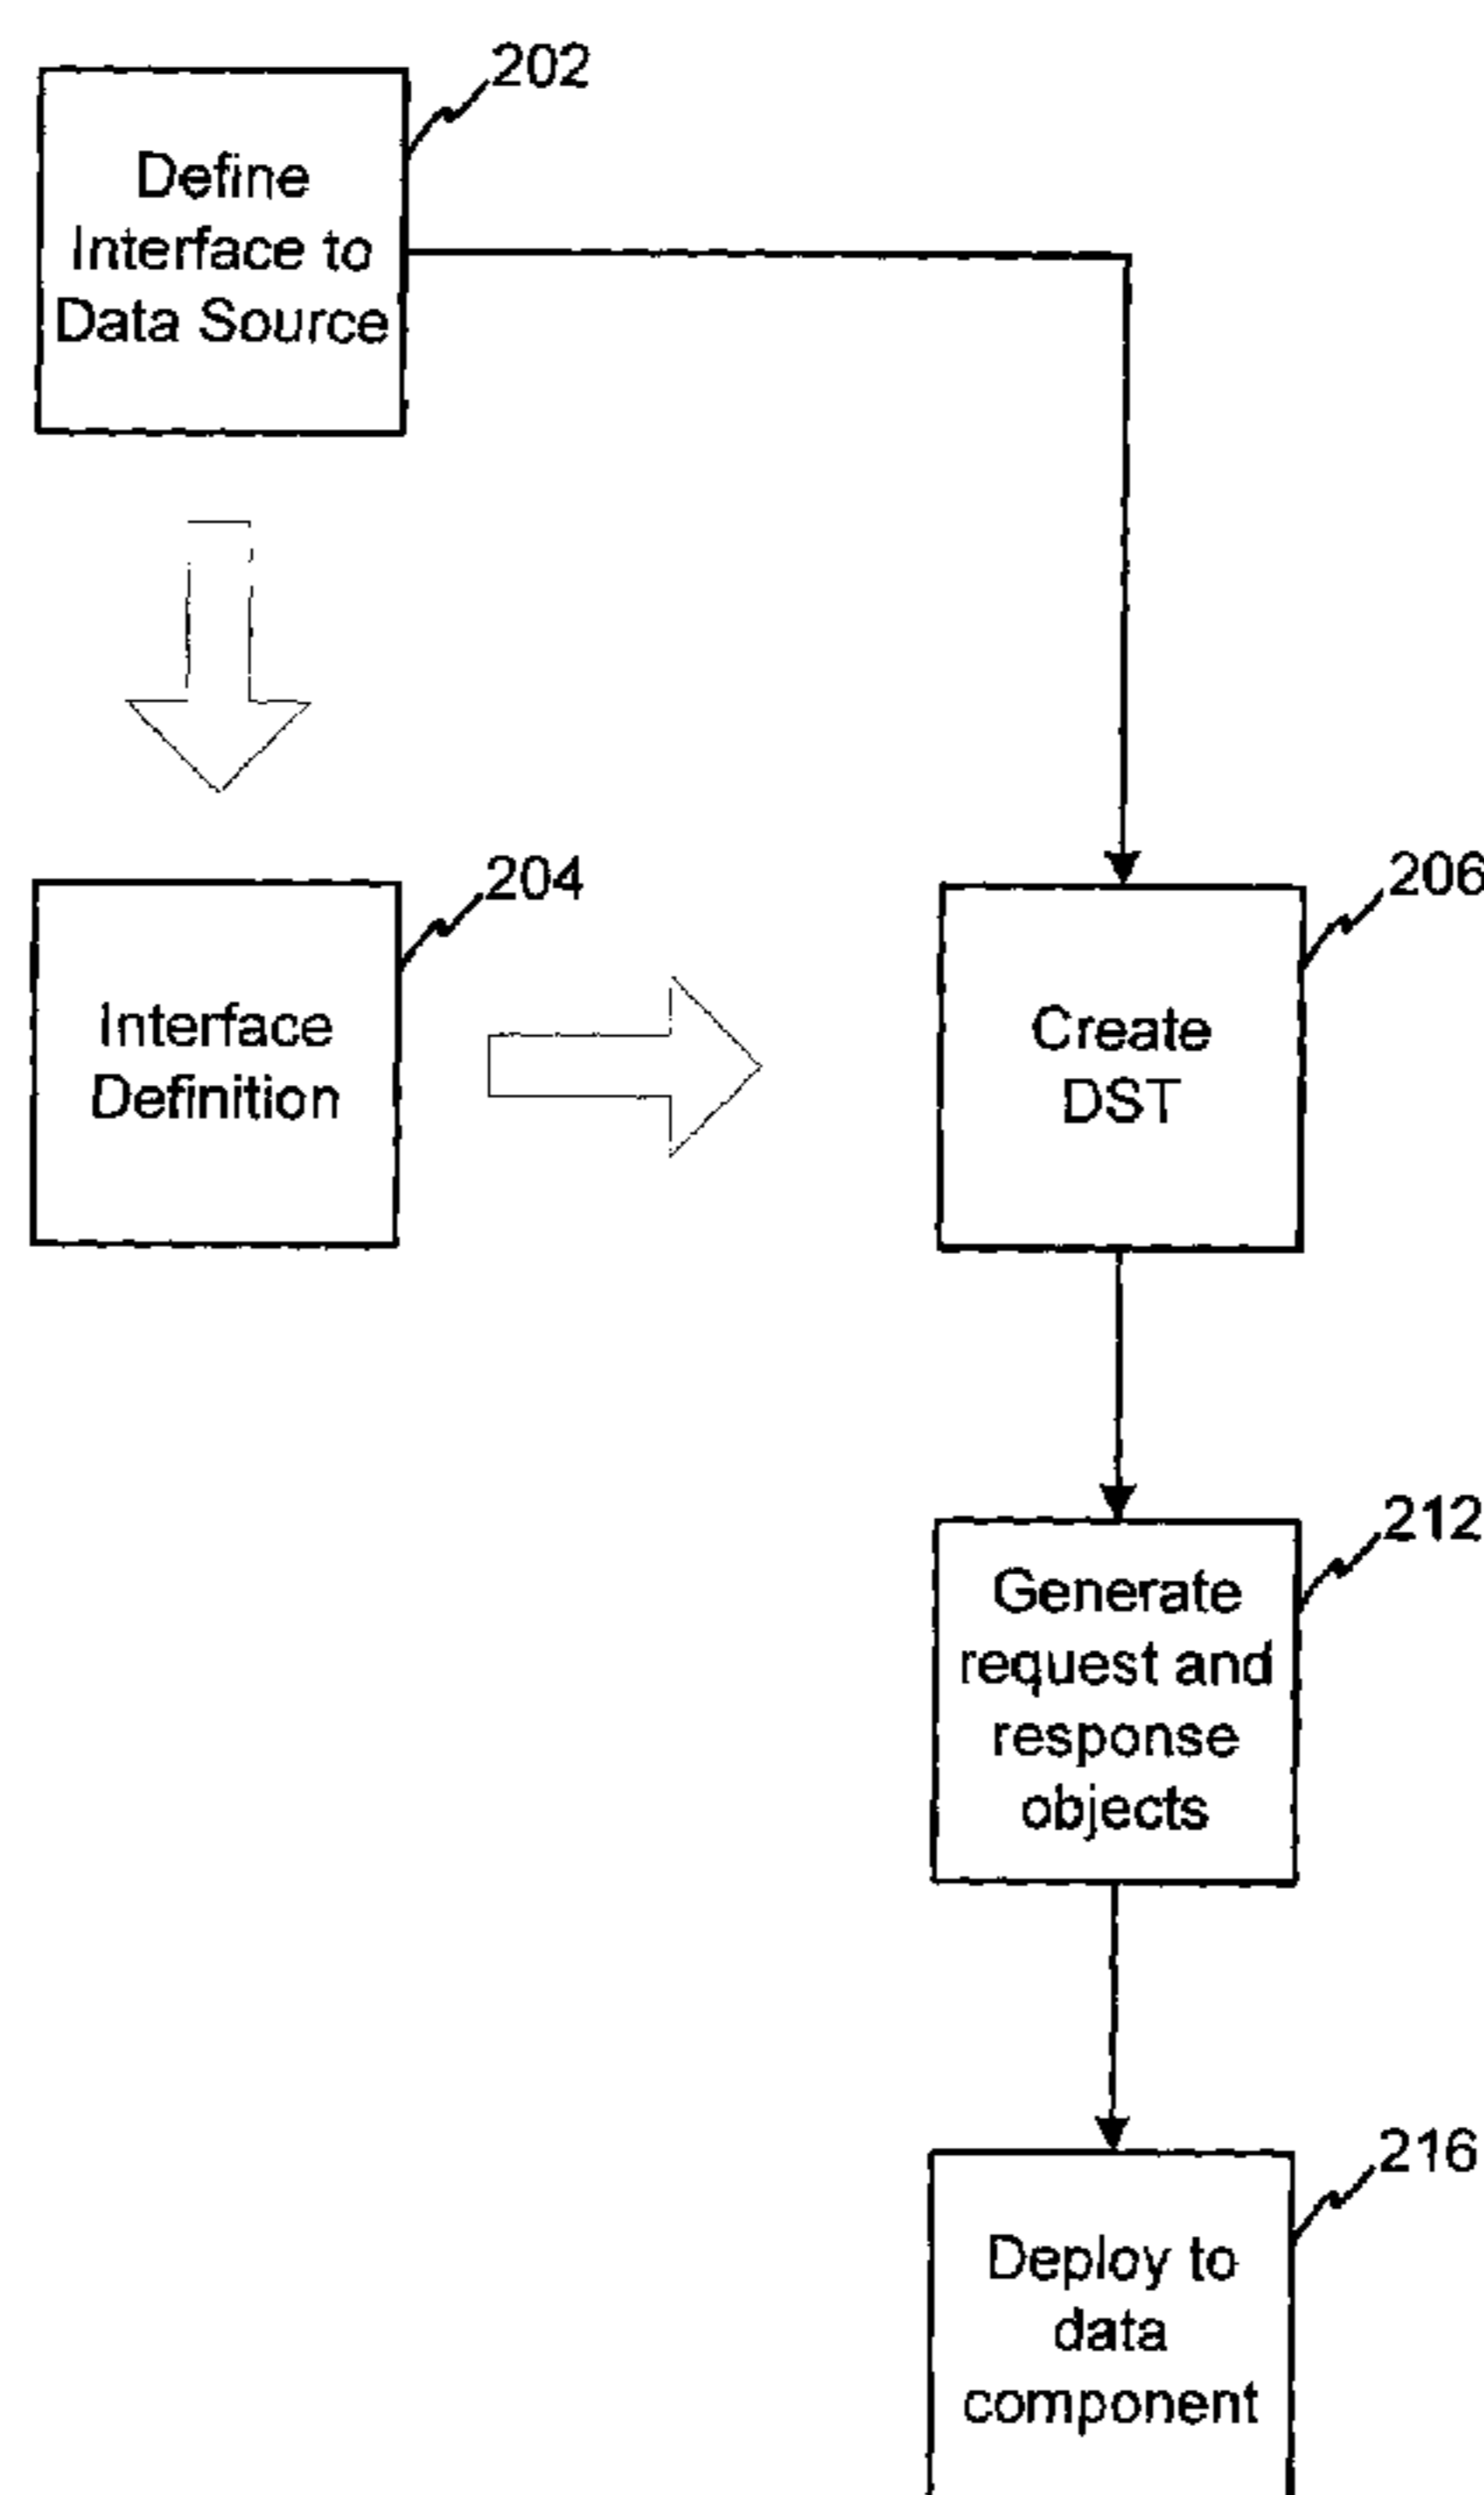 202
Define
Interface to
Data Source
204
Interface
Definition
206
Create
DST
212
Generate
request and
response
objects
216
Deploy to
data
component